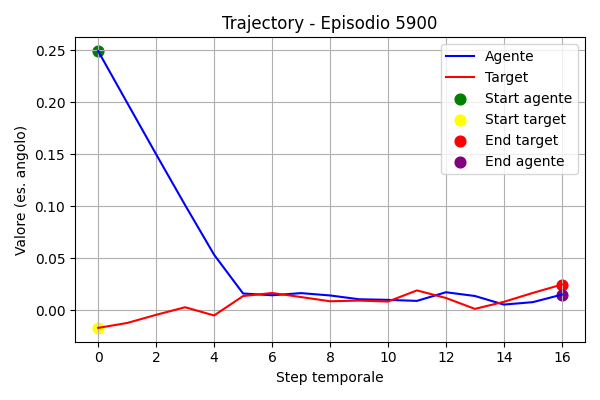 Trajectory - Episodio 5900
Valore (es. angolo)
0.25
0.20
0.15
0.10
0.05
0.00
Agente
Target
Start agente
Start target
End target
End agente
0 2 4 6 8 10 12 14 16
Step temporale